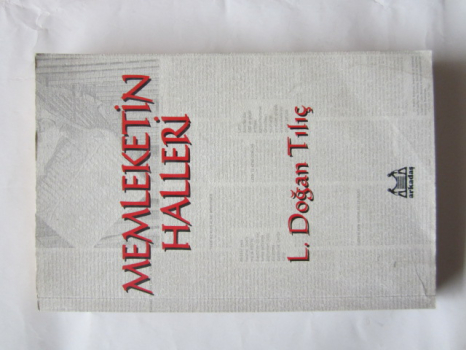 MEMLEKETİN
HALLERİ
L. Doğan Tılıç
arkadaş